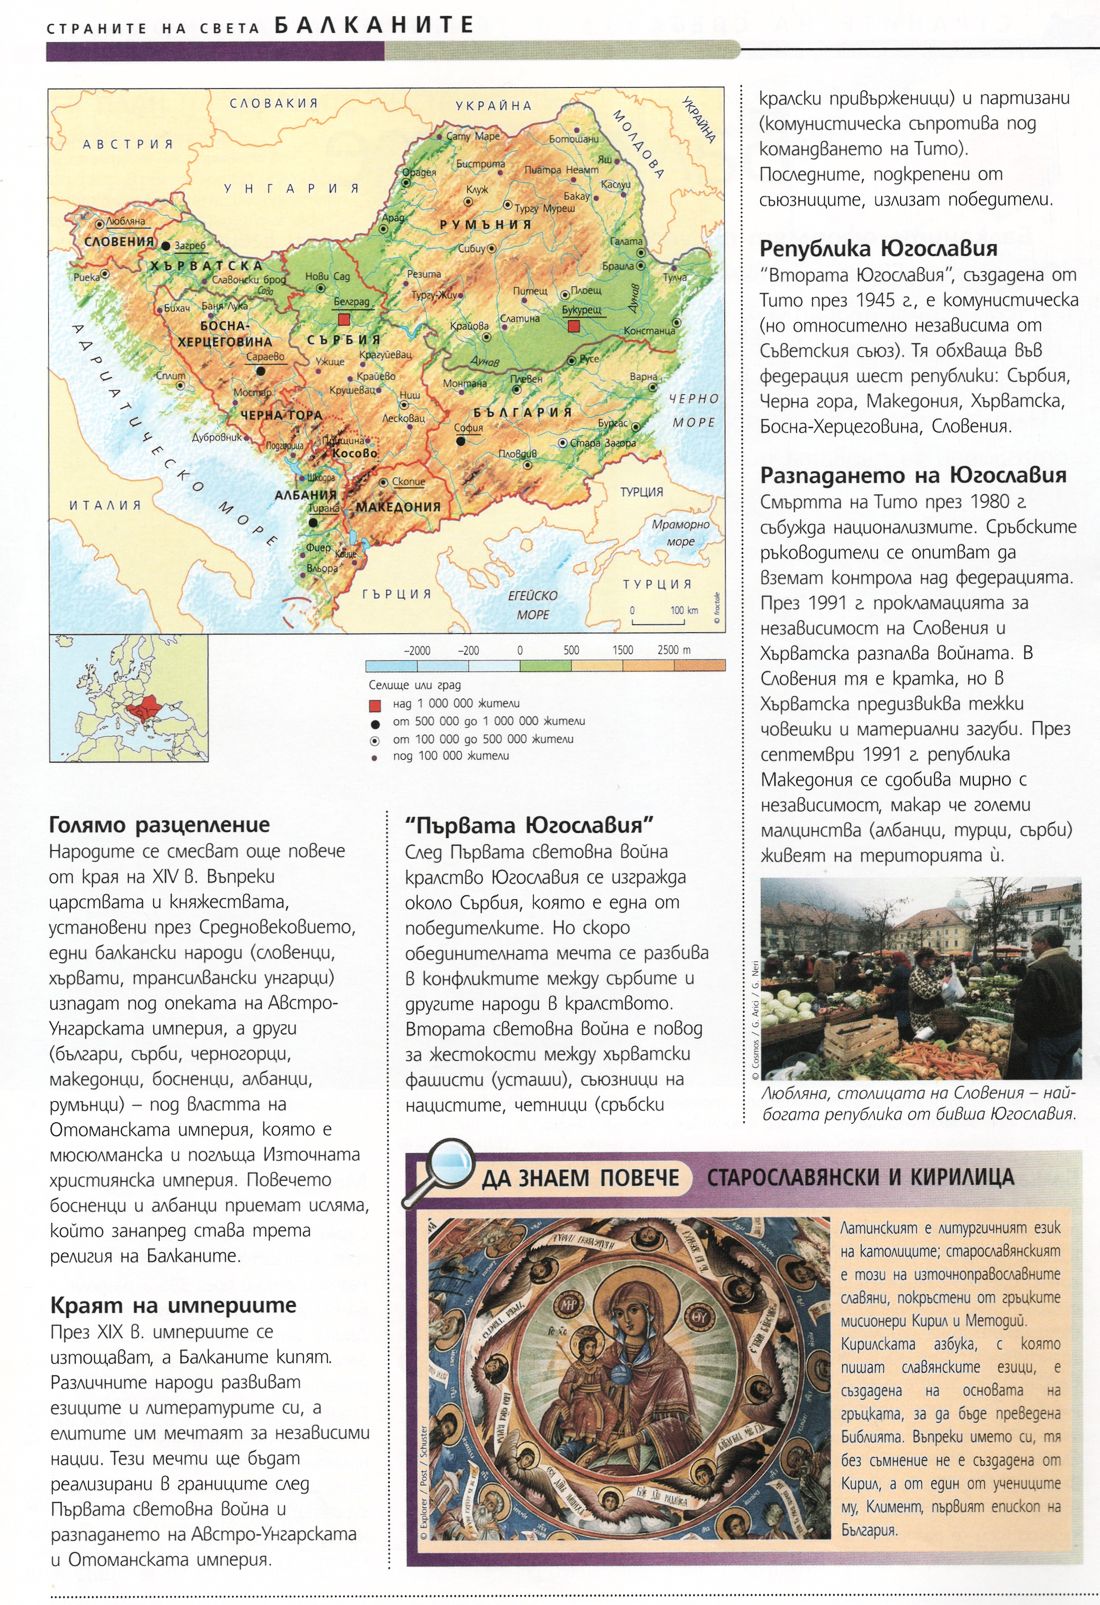 СТРАНИТЕ НА СВЕТА БАЛКАНИТЕ
СЛОВАКИЯ
УКРАЙНА
УКРАЙНА
МОЛДОВА
АВСТРИЯ
УНГАРИЯ
Сату Маре
Ботошани
Орадея
Бистрита
Пиатра Неамт
Яш
Клуж
Бакау
Каслуи
Тургу Муреш
Арад
РУМЪНИЯ
Любляна
СЛОВЕНИЯ
Загреб
Сибиу
Галата
ХЪРВАТСКА
Браила
Риека
Славонски брод
Сава
Нови Сад
Резита
Тулча
Тургу-Жиу
Питещ
Плоещ
Дунав
Бихач
Баня Лука
Белград
Букурещ
БОСНА-
ХЕРЦЕГОВИНА
Крайова
Слатина
Констанца
СЪРБИЯ
Сараево
Ужице
Крагуйевац
Дунав
Русе
Сплит
Крайево
Монтана
Плевен
Варна
Мостар
Крушевац
Ниш
ЧЕРНО
МОРЕ
ЧЕРНА ГОРА
Лесковац
БЪЛГАРИЯ
Дубровник
София
Бургас
Подгорица
Прищина
Косово
Стара Загора
Пловдив
АДРИАТИЧЕСКО МОРЕ
Шкодра
Скопие
АЛБАНИЯ
Тирана
МАКЕДОНИЯ
ТУРЦИЯ
ИТАЛИЯ
Мраморно
море
Фиер
Вльора
ГЪРЦИЯ
ЕГЕЙСКО
МОРЕ
ТУРЦИЯ
0 100 km
© fractale
–2000 –200 0 500 1500 2500 m
Селище или град
над 1 000 000 жители
от 500 000 до 1 000 000 жители
от 100 000 до 500 000 жители
под 100 000 жители
Голямо разцепление
Народите се смесват още повече
от края на XIV в. Въпреки
царствата и княжествата,
установени през Средновековието,
едни балкански народи (словенци,
хървати, трансилвански унгарци)
изпадат под опеката на Австро-
Унгарската империя, а други
(българи, сърби, черногорци,
македонци, босненци, албанци,
румънци) – под властта на
Отоманската империя, която е
мюсюлманска и поглъща Източната
християнска империя. Повечето
босненци и албанци приемат исляма,
който занапред става трета
религия на Балканите.
Краят на империите
През XIX в. империите се
изтощават, а Балканите кипят.
Различните народи развиват
езиците и литературите си, а
елитите им мечтаят за независими
нации. Тези мечти ще бъдат
реализирани в границите след
Първата световна война и
разпадането на Австро-Унгарската
и Отоманската империя.
“Първата Югославия”
След Първата световна война
кралство Югославия се изгражда
около Сърбия, която е една от
победителките. Но скоро
обединителната мечта се разбива
в конфликтите между сърбите и
другите народи в кралството.
Втората световна война е повод
за жестокости между хърватски
фашисти (усташи), съюзници на
нацистите, четници (сръбски
кралски привърженици) и партизани
(комунистическа съпротива под
командването на Тито).
Последните, подкрепени от
съюзниците, излизат победители.
Република Югославия
“Втората Югославия”, създадена от
Тито през 1945 г., е комунистическа
(но относително независима от
Съветския съюз). Тя обхваща във
федерация шест републики: Сърбия,
Черна гора, Македония, Хърватска,
Босна-Херцеговина, Словения.
Разпадането на Югославия
Смъртта на Тито през 1980 г.
събужда национализмите. Сръбските
ръководители се опитват да
вземат контрола над федерацията.
През 1991 г. прокламацията за
независимост на Словения и
Хърватска разпалва войната. В
Словения тя е кратка, но в
Хърватска предизвиква тежки
човешки и материални загуби. През
септември 1991 г. република
Македония се сдобива мирно с
независимост, макар че големи
малцинства (албанци, турци, сърби)
живеят на територията ѝ.
© Cosmos / G. Arici / G. Neri
Любляна, столицата на Словения – най-
богата република от бивша Югославия.
ДА ЗНАЕМ ПОВЕЧЕ СТАРОСЛАВЯНСКИ И КИРИЛИЦА
© Explorer / Post / Schuster
ΜΗΡ ΘΥ
Латинският е литургичният език
на католиците; старославянският
е този на източноправославните
славяни, покръстени от гръцките
мисионери Кирил и Методий.
Кирилската азбука, с която
пишат славянските езици, е
създадена на основата на
гръцката, за да бъде преведена
Библията. Въпреки името си, тя
без съмнение не е създадена от
Кирил, а от един от учениците
му, Климент, първият епископ на
България.